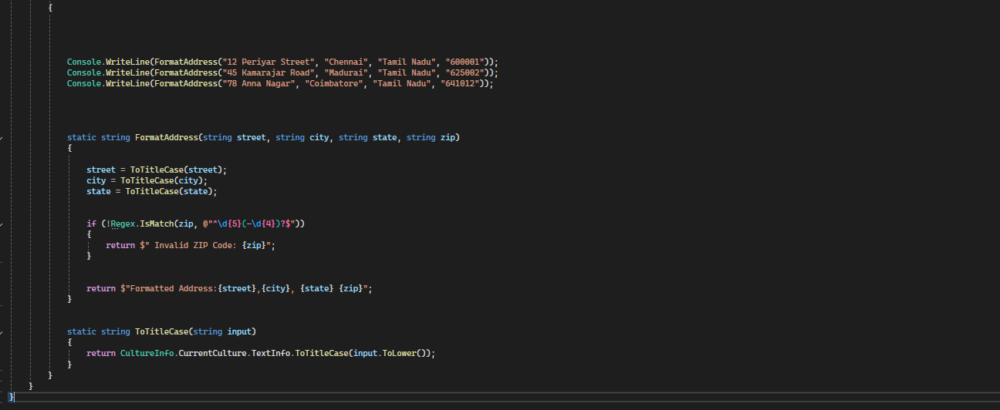 {
Console.WriteLine(FormatAddress("12 Periyar Street", "Chennai", "Tamil Nadu", "600001"));
Console.WriteLine(FormatAddress("45 Kamarajar Road", "Madurai", "Tamil Nadu", "625002"));
Console.WriteLine(FormatAddress("78 Anna Nagar", "Coimbatore", "Tamil Nadu", "641012"));
static string FormatAddress(string street, string city, string state, string zip)
{
street = ToTitleCase(street);
city = ToTitleCase(city);
state = ToTitleCase(state);
if (!Regex.IsMatch(zip, @"^\d{5}(-\d{4})?$"))
{
return $" Invalid ZIP Code: {zip}";
}
return $"Formatted Address:{street},{city}, {state} {zip}";
}
static string ToTitleCase(string input)
{
return CultureInfo.CurrentCulture.TextInfo.ToTitleCase(input.ToLower());
}
}
}
}